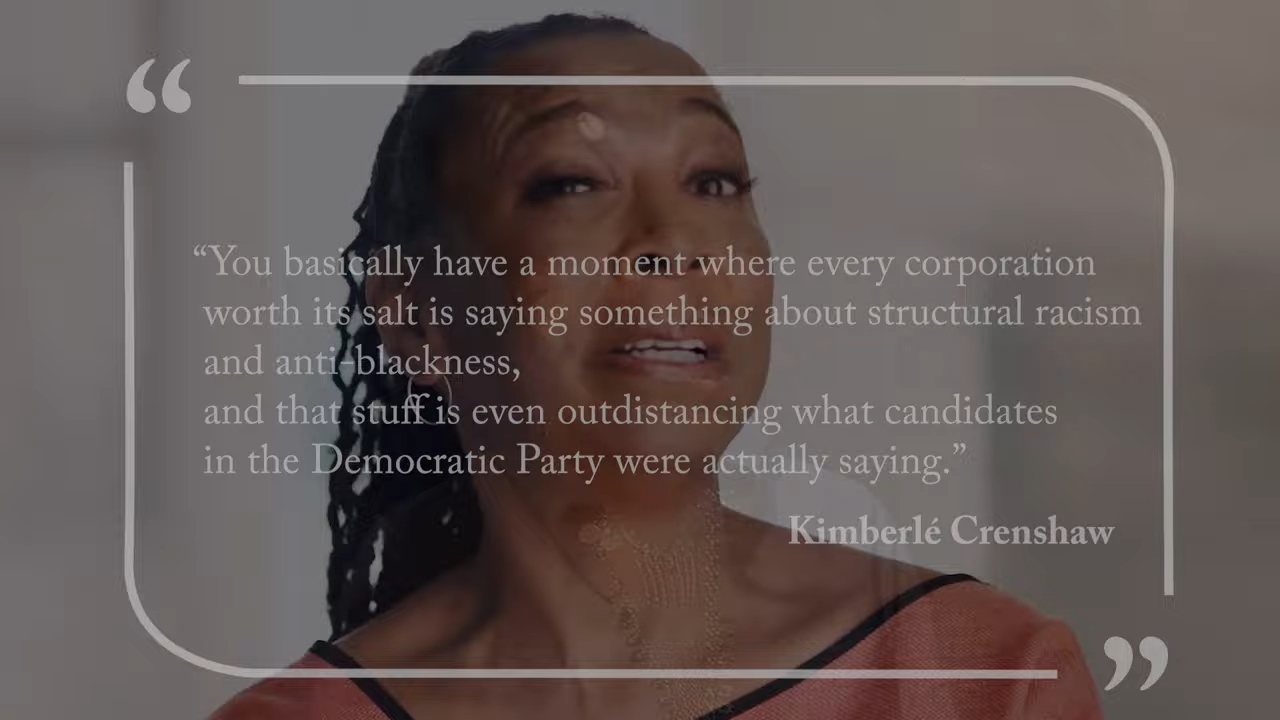 “You basically have a moment where every corporation
worth its salt is saying something about structural racism
and anti-blackness,
and that stuff is even outdistancing what candidates
in the Democratic Party were actually saying.”
Kimberlé Crenshaw